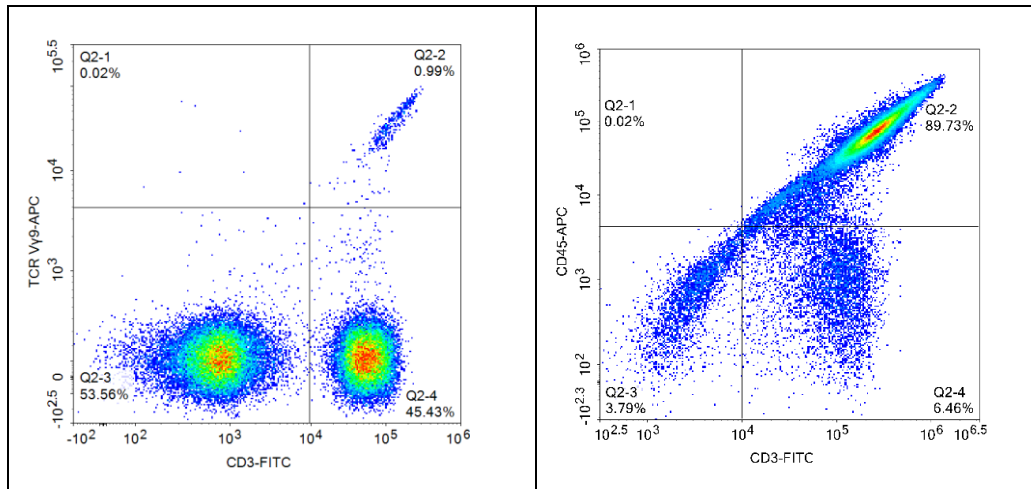 Q2-1
0.02%
Q2-2
0.99%
Q2-3
53.56%
Q2-4
45.43%
10^5.5
10^4
10^3
0
-10^2.5
TCR Vγ9-APC
-10^2
10^2
10^3
10^4
10^5
10^6
CD3-FITC
Q2-1
0.02%
Q2-2
89.73%
Q2-3
3.79%
Q2-4
6.46%
10^6
10^5
10^4
10^3
10^2
-10^2.3
CD45-APC
10^2.5
10^3
10^4
10^5
10^6
10^6.5
CD3-FITC